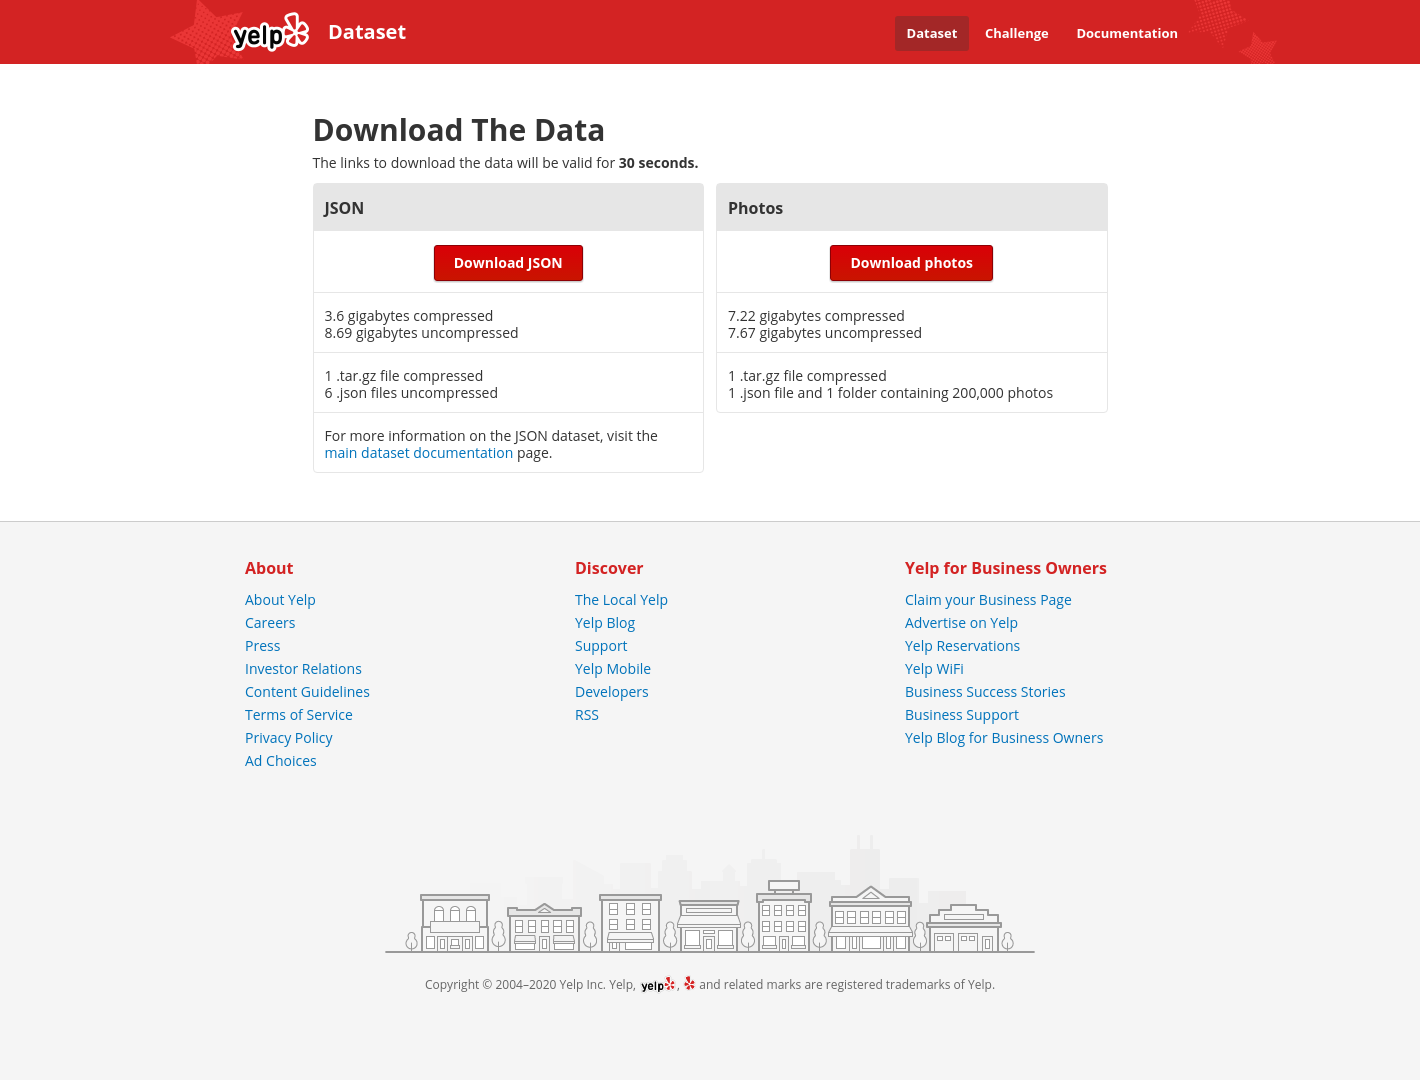 yelp Dataset
Dataset Challenge Documentation
Download The Data
The links to download the data will be valid for 30 seconds.
JSON
Download JSON
3.6 gigabytes compressed
8.69 gigabytes uncompressed
1 .tar.gz file compressed
6 .json files uncompressed
For more information on the JSON dataset, visit the
main dataset documentation page.
Photos
Download photos
7.22 gigabytes compressed
7.67 gigabytes uncompressed
1 .tar.gz file compressed
1 .json file and 1 folder containing 200,000 photos
About
About Yelp
Careers
Press
Investor Relations
Content Guidelines
Terms of Service
Privacy Policy
Ad Choices
Discover
The Local Yelp
Yelp Blog
Support
Yelp Mobile
Developers
RSS
Yelp for Business Owners
Claim your Business Page
Advertise on Yelp
Yelp Reservations
Yelp WiFi
Business Success Stories
Business Support
Yelp Blog for Business Owners
Copyright © 2004–2020 Yelp Inc. Yelp, yelp, and related marks are registered trademarks of Yelp.